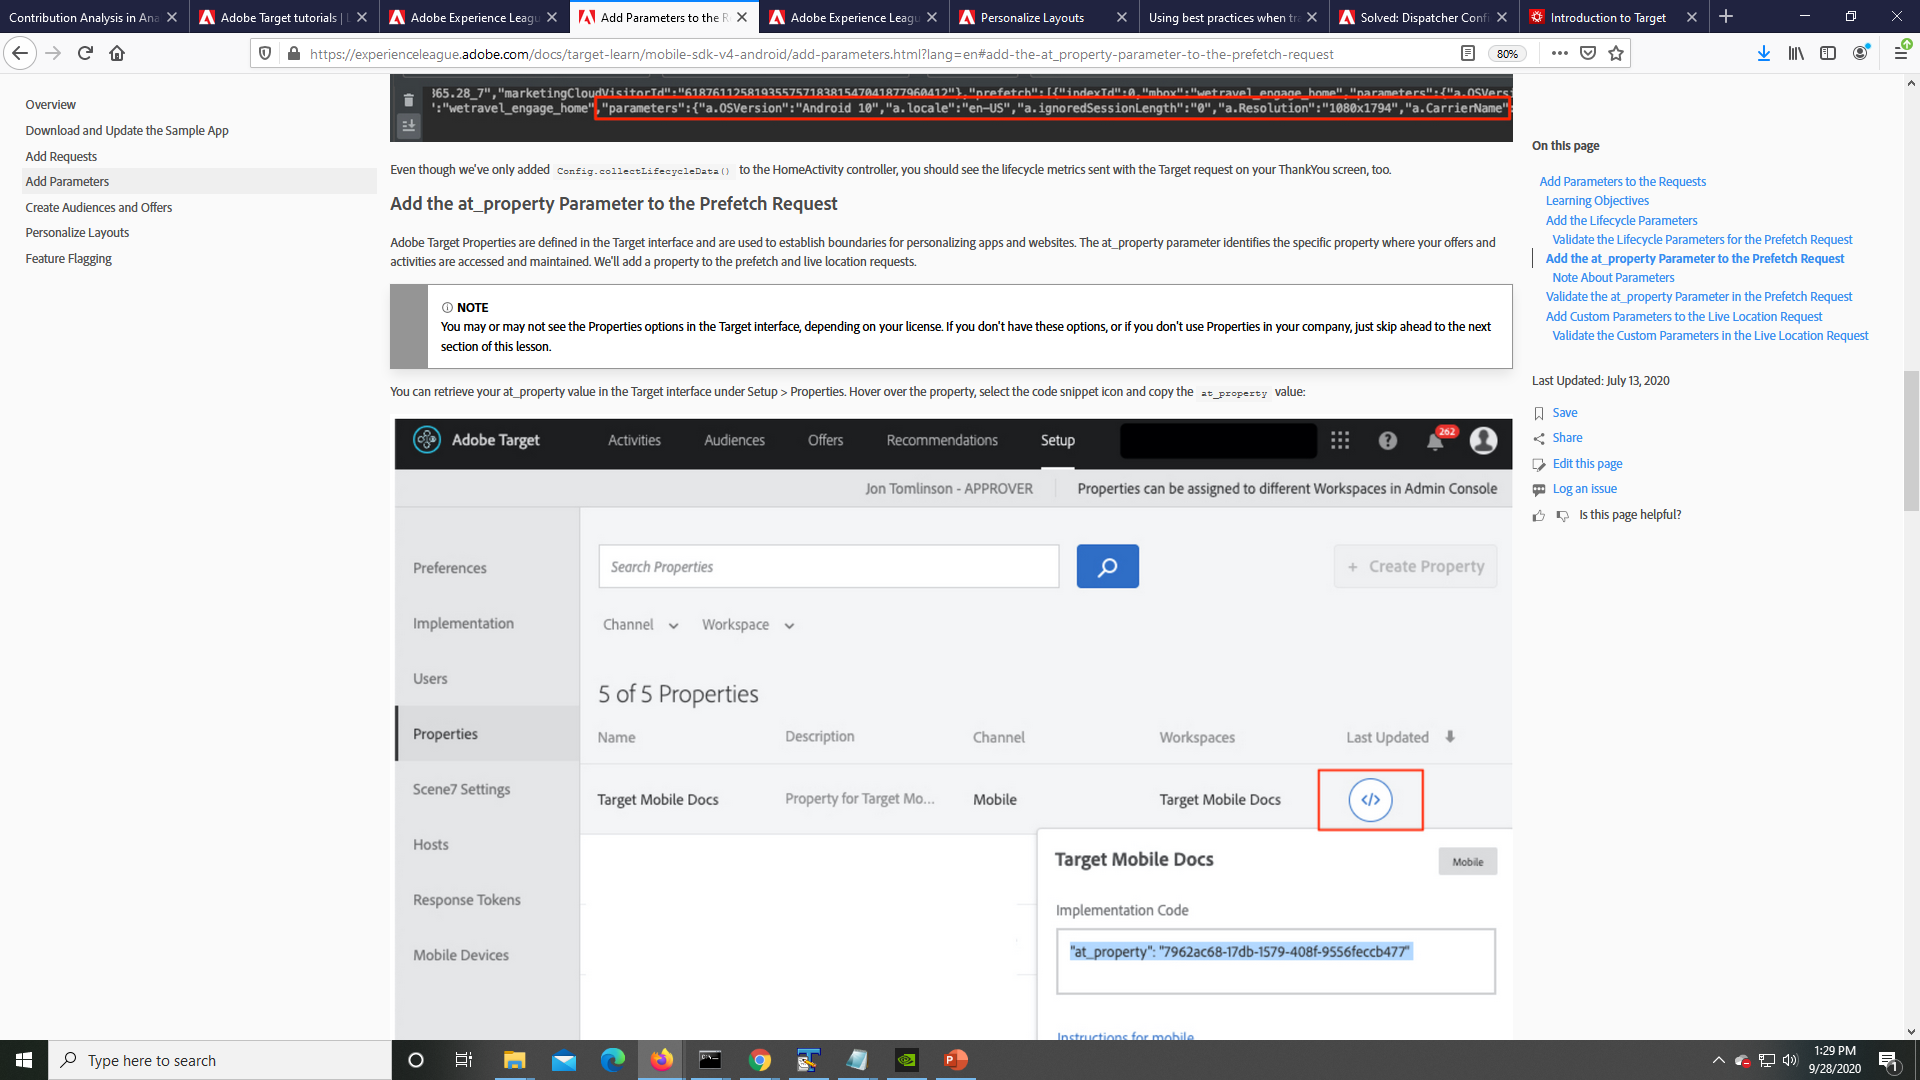 Contribution Analysis in Ana
Adobe Target tutorials |
Adobe Experience Leagu
Add Parameters to the R
Adobe Experience Leagu
Personalize Layouts
Using best practices when tra
Solved: Dispatcher Confi
Introduction to Target
https://experienceleague.adobe.com/docs/target-learn/mobile-sdk-v4-android/add-parameters.html?lang=en#add-the-at_property-parameter-to-the-prefetch-request
80%
Overview
Download and Update the Sample App
Add Requests
Add Parameters
Create Audiences and Offers
Personalize Layouts
Feature Flagging
365.28_7","marketingCloudVisitorId":"61876112581935575718381547041877960412"},"prefetch":[{"indexId":0,"mbox":"wetravel_engage_home","parameters":{"a.OSVersi
":"wetravel_engage_home","parameters":{"a.OSVersion":"Android 10","a.locale":"en-US","a.ignoredSessionLength":"0","a.Resolution":"1080x1794","a.CarrierName":
Even though we've only added Config.collectLifecycleData() to the HomeActivity controller, you should see the lifecycle metrics sent with the Target request on your ThankYou screen, too.
Add the at_property Parameter to the Prefetch Request
Adobe Target Properties are defined in the Target interface and are used to establish boundaries for personalizing apps and websites. The at_property parameter identifies the specific property where your offers and
activities are accessed and maintained. We'll add a property to the prefetch and live location requests.
NOTE
You may or may not see the Properties options in the Target interface, depending on your license. If you don't have these options, or if you don't use Properties in your company, just skip ahead to the next
section of this lesson.
You can retrieve your at_property value in the Target interface under Setup > Properties. Hover over the property, select the code snippet icon and copy the at_property value:
Adobe Target
Activities
Audiences
Offers
Recommendations
Setup
262
Jon Tomlinson - APPROVER
Properties can be assigned to different Workspaces in Admin Console
Preferences
Implementation
Users
Properties
Scene7 Settings
Hosts
Response Tokens
Mobile Devices
Search Properties
+ Create Property
Channel
Workspace
5 of 5 Properties
Name
Description
Channel
Workspaces
Last Updated
Target Mobile Docs
Property for Target Mo...
Mobile
Target Mobile Docs
</>
Target Mobile Docs
Mobile
Implementation Code
"at_property": "7962ac68-17db-1579-408f-9556feccb477"
Instructions for mobile
On this page
Add Parameters to the Requests
Learning Objectives
Add the Lifecycle Parameters
Validate the Lifecycle Parameters for the Prefetch Request
Add the at_property Parameter to the Prefetch Request
Note About Parameters
Validate the at_property Parameter in the Prefetch Request
Add Custom Parameters to the Live Location Request
Validate the Custom Parameters in the Live Location Request
Last Updated: July 13, 2020
Save
Share
Edit this page
Log an issue
Is this page helpful?
Type here to search
1:29 PM
9/28/2020
1